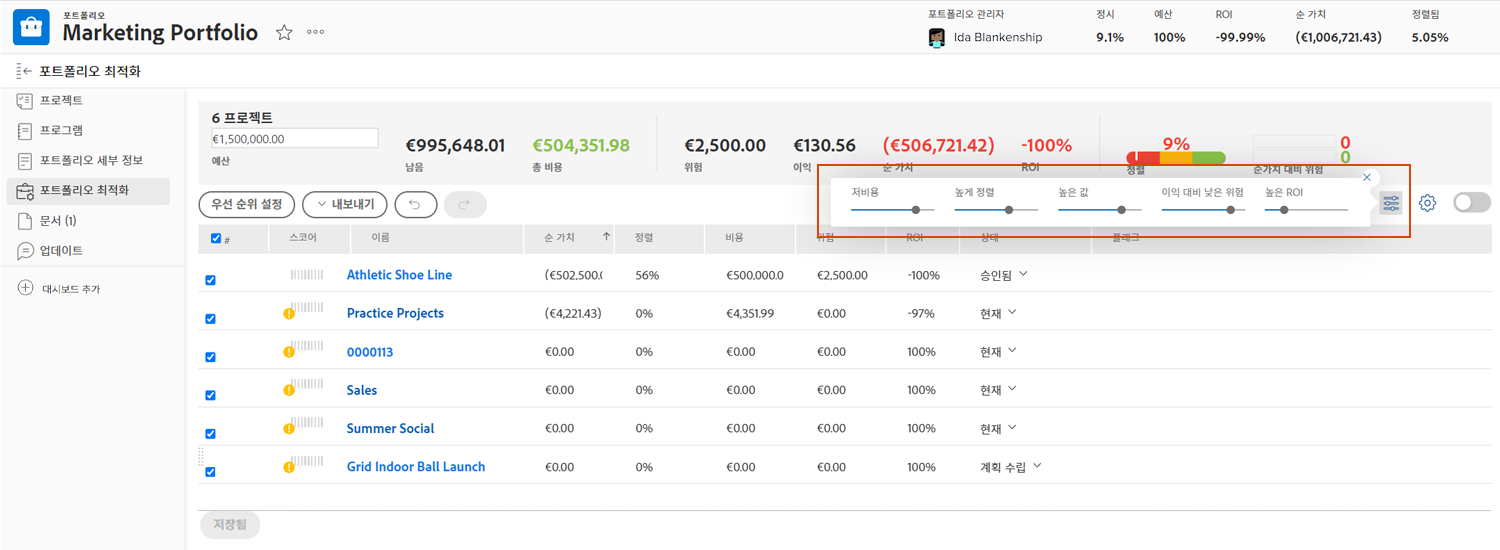 포트폴리오
Marketing Portfolio
포트폴리오 관리자 정시 예산 ROI 순 가치 정렬됨
Ida Blankenship 9.1% 100% -99.99% (€1,006,721.43) 5.05%
포트폴리오 최적화
프로젝트
프로그램
포트폴리오 세부 정보
포트폴리오 최적화
문서 (1)
업데이트
대시보드 추가
6 프로젝트
€1,500,000.00
예산
€995,648.01 €504,351.98 €2,500.00 €130.56 (€506,721.42) -100% 9% 0
0
남음 총 비용 위험 이익 순 가치 ROI 정렬 순가치 대비 위험
우선 순위 설정 내보내기
저비용 높게 정렬 높은 값 이익 대비 낮은 위험 높은 ROI
# 스코어 이름 순 가치 정렬 비용 위험 ROI 상태 플래그
Athletic Shoe Line (€502,500.( 56% €500,000.0 €2,500.00 -100% 승인됨
Practice Projects (€4,221.43) 0% €4,351.99 €0.00 -97% 현재
0000113 €0.00 0% €0.00 €0.00 100% 현재
Sales €0.00 0% €0.00 €0.00 100% 현재
Summer Social €0.00 0% €0.00 €0.00 100% 현재
Grid Indoor Ball Launch €0.00 0% €0.00 €0.00 100% 계획 수립
저장됨